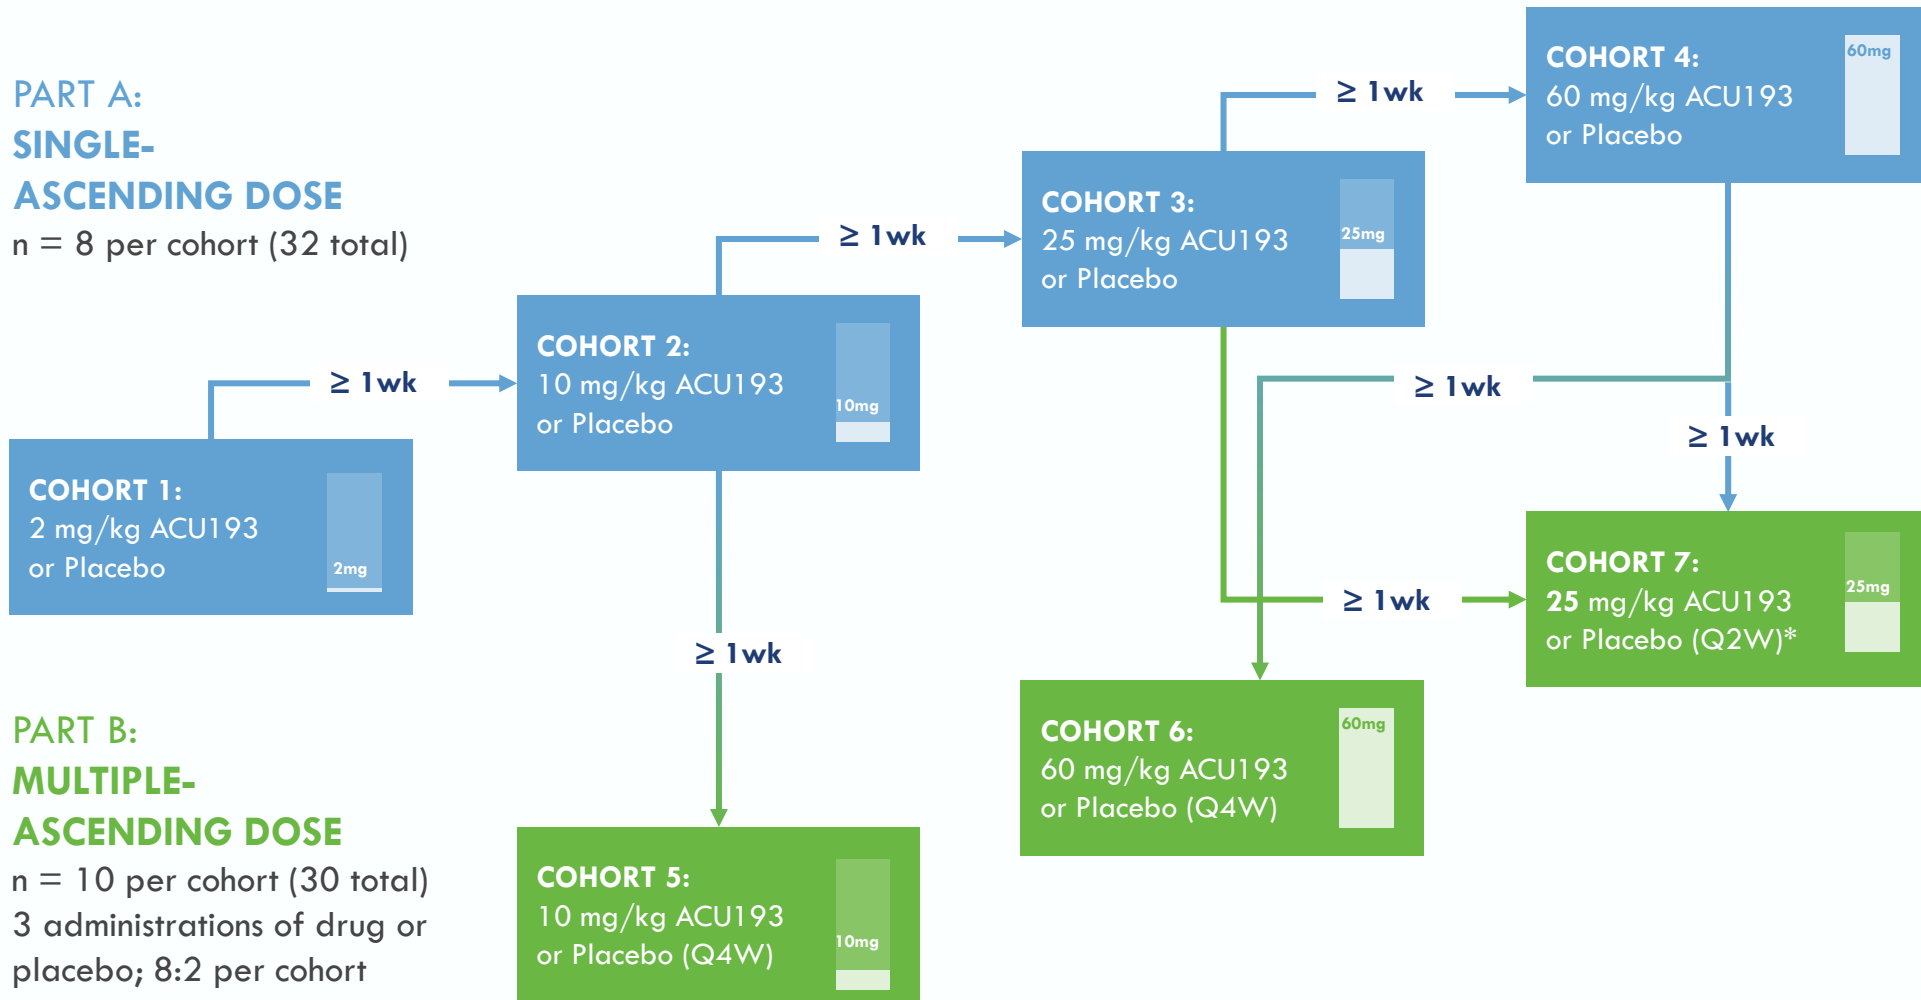 PART A:
SINGLE-
ASCENDING DOSE
n = 8 per cohort (32 total)
COHORT 1:
2 mg/kg ACU193
or Placebo
2mg
≥ 1wk
COHORT 2:
10 mg/kg ACU193
or Placebo
10mg
≥ 1wk
COHORT 3:
25 mg/kg ACU193
or Placebo
25mg
≥ 1wk
COHORT 4:
60 mg/kg ACU193
or Placebo
60mg
≥ 1wk
≥ 1wk
≥ 1wk
≥ 1wk
PART B:
MULTIPLE-
ASCENDING DOSE
n = 10 per cohort (30 total)
3 administrations of drug or
placebo; 8:2 per cohort
COHORT 5:
10 mg/kg ACU193
or Placebo (Q4W)
10mg
COHORT 6:
60 mg/kg ACU193
or Placebo (Q4W)
60mg
COHORT 7:
25 mg/kg ACU193
or Placebo (Q2W)*
25mg